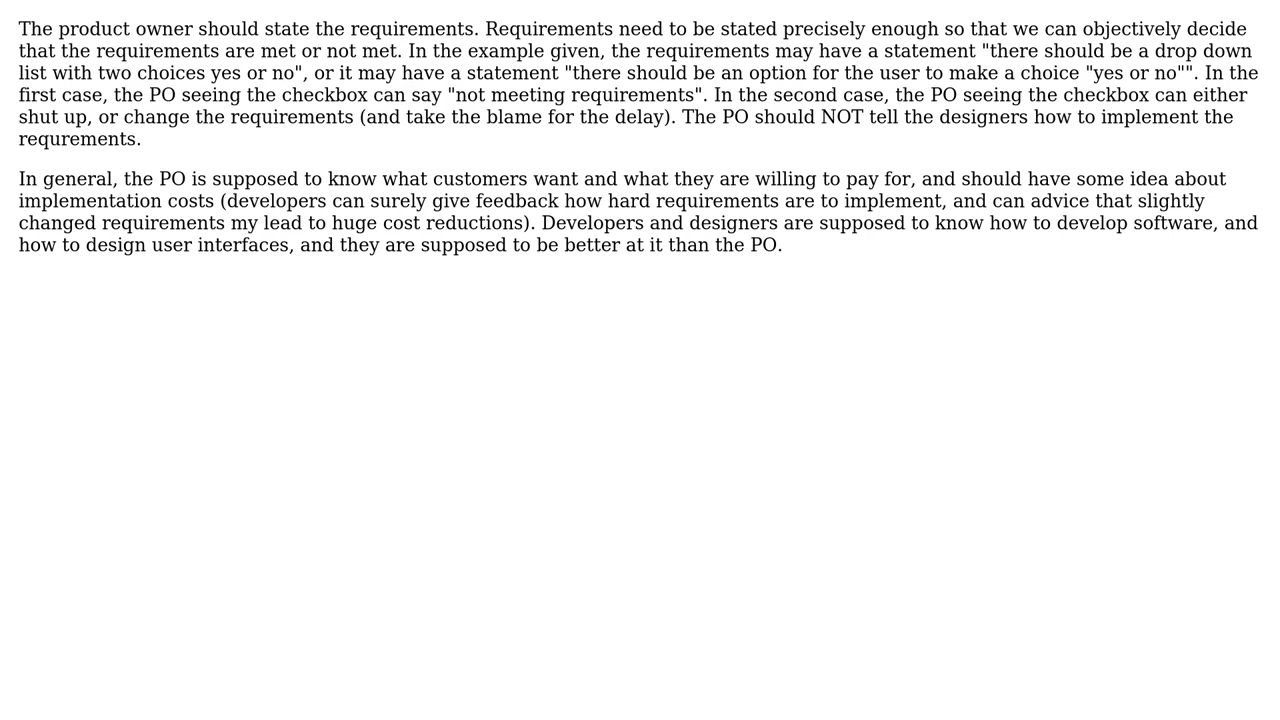 The product owner should state the requirements. Requirements need to be stated precisely enough so that we can objectively decide
that the requirements are met or not met. In the example given, the requirements may have a statement "there should be a drop down
list with two choices yes or no", or it may have a statement "there should be an option for the user to make a choice "yes or no"". In the
first case, the PO seeing the checkbox can say "not meeting requirements". In the second case, the PO seeing the checkbox can either
shut up, or change the requirements (and take the blame for the delay). The PO should NOT tell the designers how to implement the
requrements.
In general, the PO is supposed to know what customers want and what they are willing to pay for, and should have some idea about
implementation costs (developers can surely give feedback how hard requirements are to implement, and can advice that slightly
changed requirements my lead to huge cost reductions). Developers and designers are supposed to know how to develop software, and
how to design user interfaces, and they are supposed to be better at it than the PO.